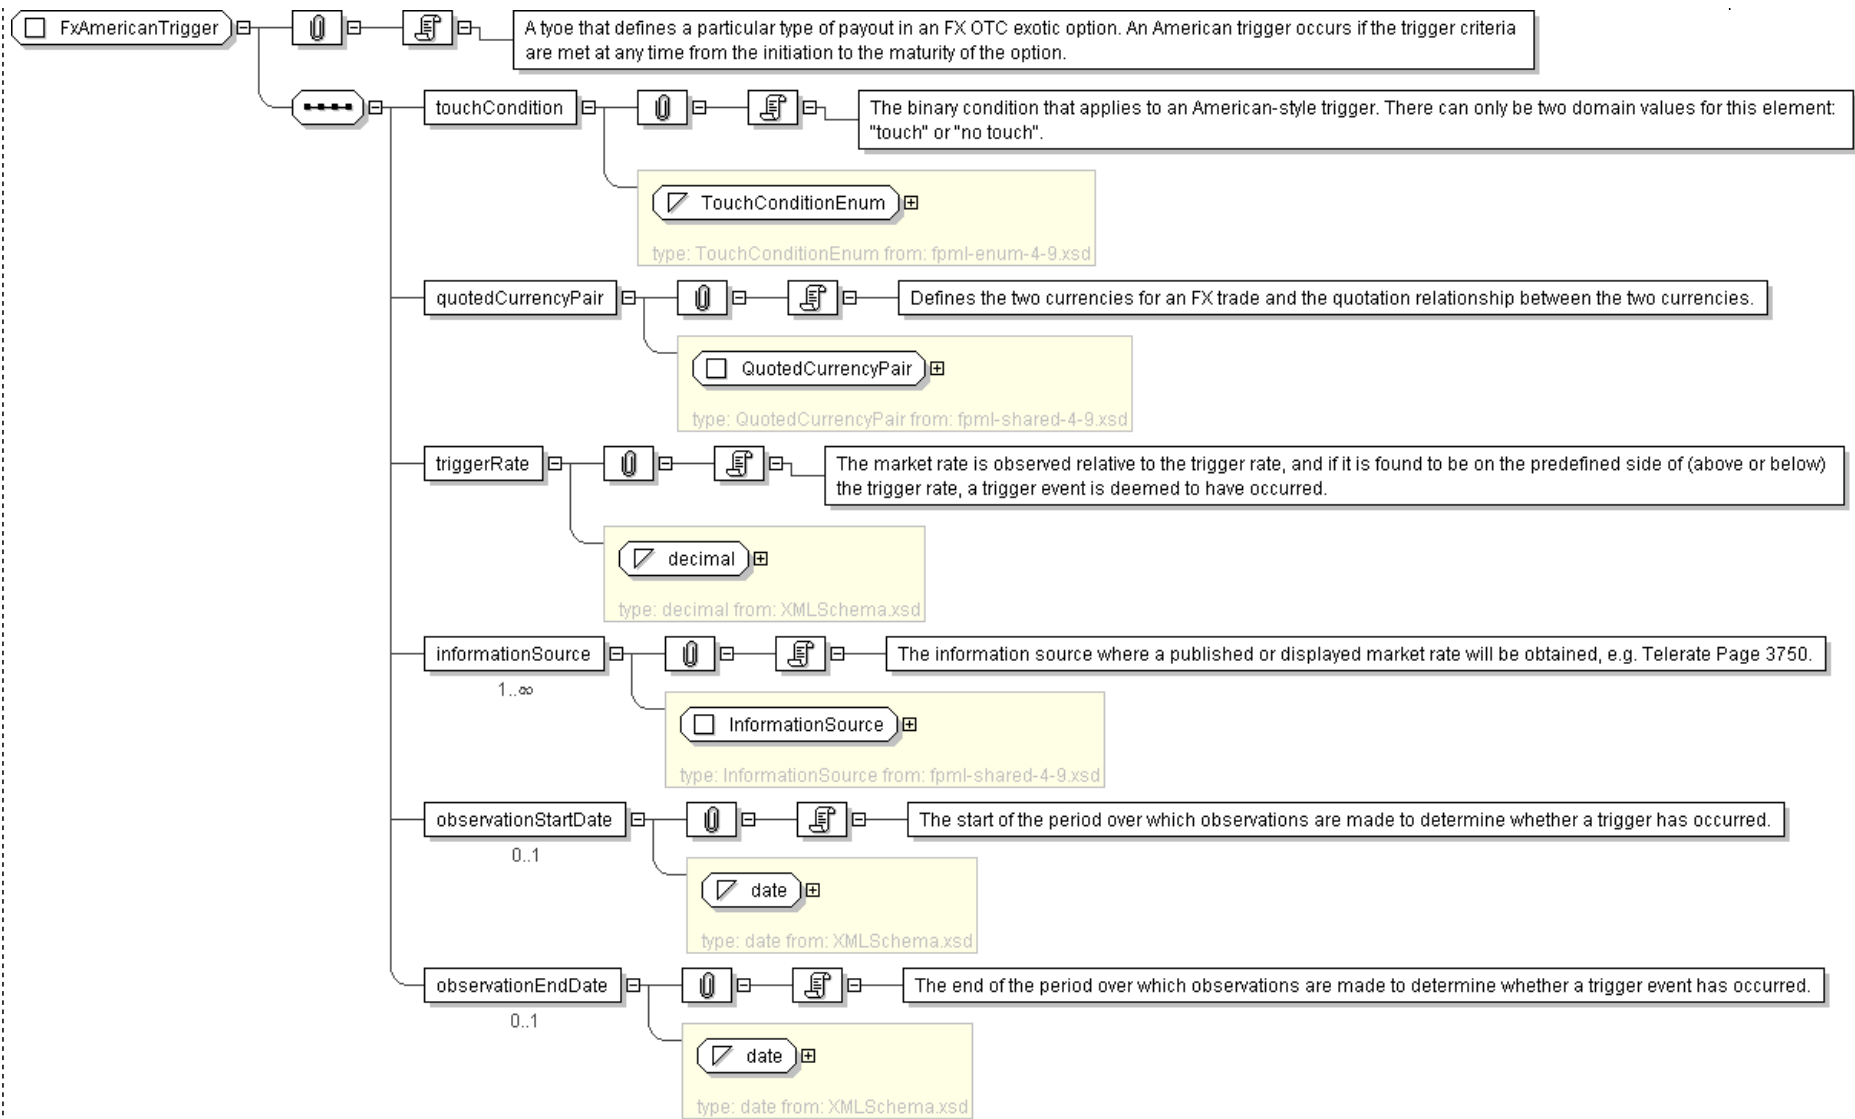 FxAmericanTrigger
A tyoe that defines a particular type of payout in an FX OTC exotic option. An American trigger occurs if the trigger criteria
are met at any time from the initiation to the maturity of the option.
touchCondition
The binary condition that applies to an American-style trigger. There can only be two domain values for this element:
"touch" or "no touch".
TouchConditionEnum
type: TouchConditionEnum from: fpml-enum-4-9.xsd
quotedCurrencyPair
Defines the two currencies for an FX trade and the quotation relationship between the two currencies.
QuotedCurrencyPair
type: QuotedCurrencyPair from: fpml-shared-4-9.xsd
triggerRate
The market rate is observed relative to the trigger rate, and if it is found to be on the predefined side of (above or below)
the trigger rate, a trigger event is deemed to have occurred.
decimal
type: decimal from: XMLSchema.xsd
informationSource
The information source where a published or displayed market rate will be obtained, e.g. Telerate Page 3750.
1..∞
InformationSource
type: InformationSource from: fpml-shared-4-9.xsd
observationStartDate
The start of the period over which observations are made to determine whether a trigger has occurred.
0..1
date
type: date from: XMLSchema.xsd
observationEndDate
The end of the period over which observations are made to determine whether a trigger event has occurred.
0..1
date
type: date from: XMLSchema.xsd